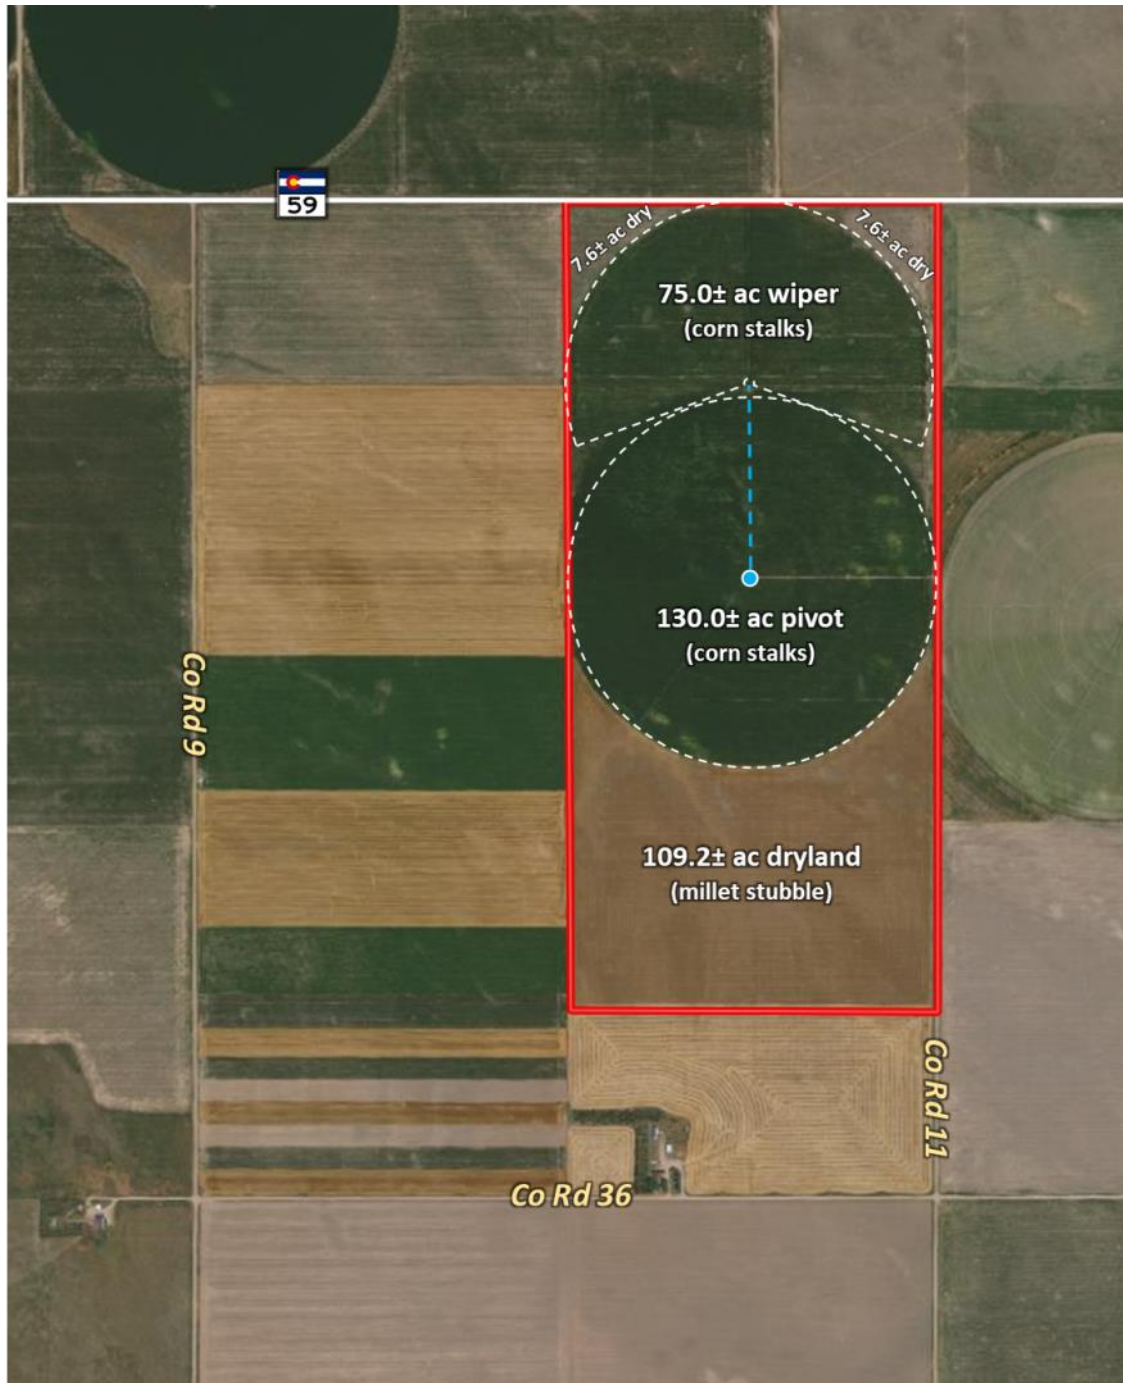 59
7.6± ac dry
7.6± ac dry
75.0± ac wiper
(corn stalks)
130.0± ac pivot
(corn stalks)
Co Rd 9
109.2± ac dryland
(millet stubble)
Co Rd 11
Co Rd 36